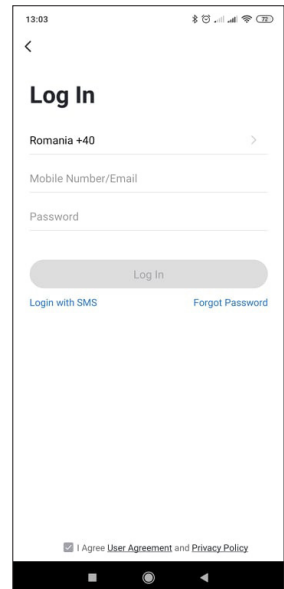 13:03
72
Log In
Romania +40
Mobile Number/Email
Password
Log In
Login with SMS Forgot Password
I Agree User Agreement and Privacy Policy